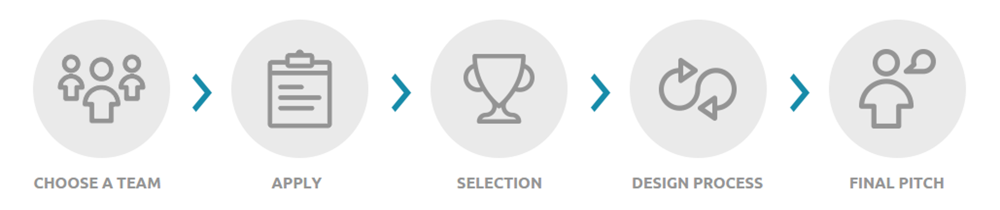 CHOOSE A TEAM
APPLY
SELECTION
DESIGN PROCESS
FINAL PITCH